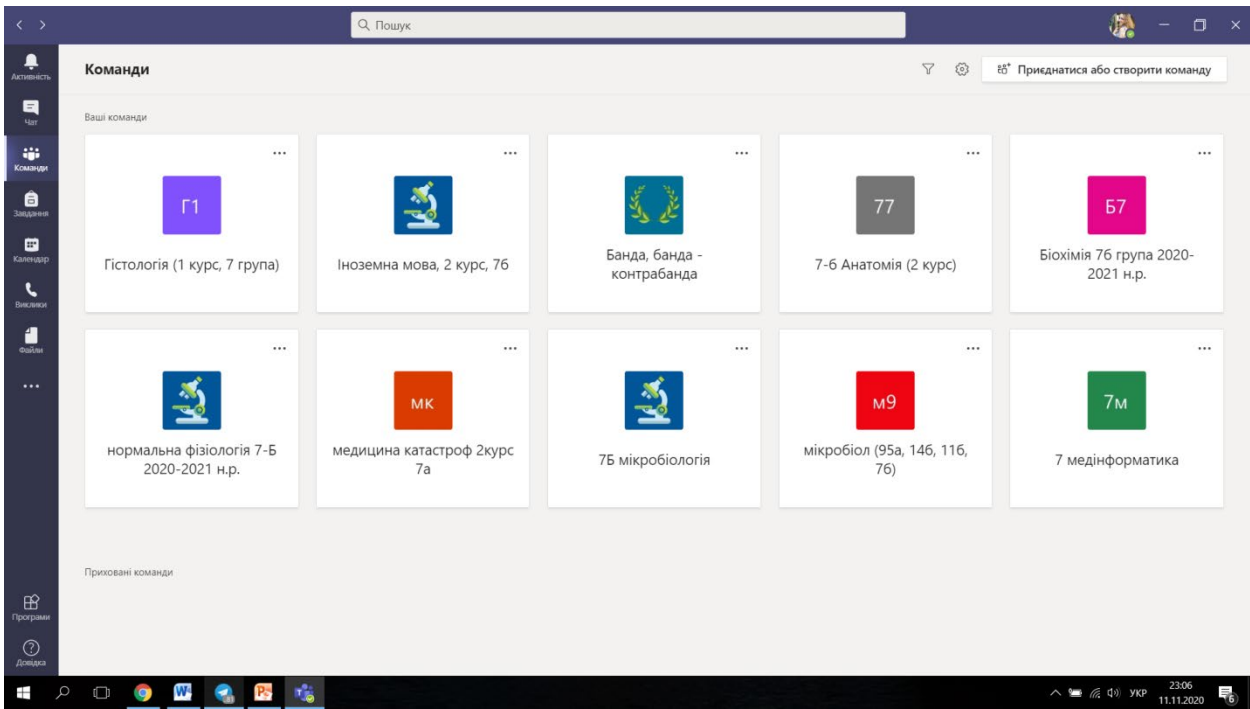 Пошук
Активність
Чат
Команди
Завдання
Календар
Виклики
Файли
Програми
Довідка
Команди
Приєднатися або створити команду
Ваші команди
Г1
Гістологія (1 курс, 7 група)
Іноземна мова, 2 курс, 7б
Банда, банда -
контрабанда
77
7-6 Анатомія (2 курс)
Б7
Біохімія 7б група 2020-
2021 н.р.
нормальна фізіологія 7-Б
2020-2021 н.р.
мк
медицина катастроф 2курс
7а
7Б мікробіологія
м9
мікробіол (95а, 14б, 11б,
7б)
7м
7 медінформатика
Приховані команди
УКР
23:06
11.11.2020
6